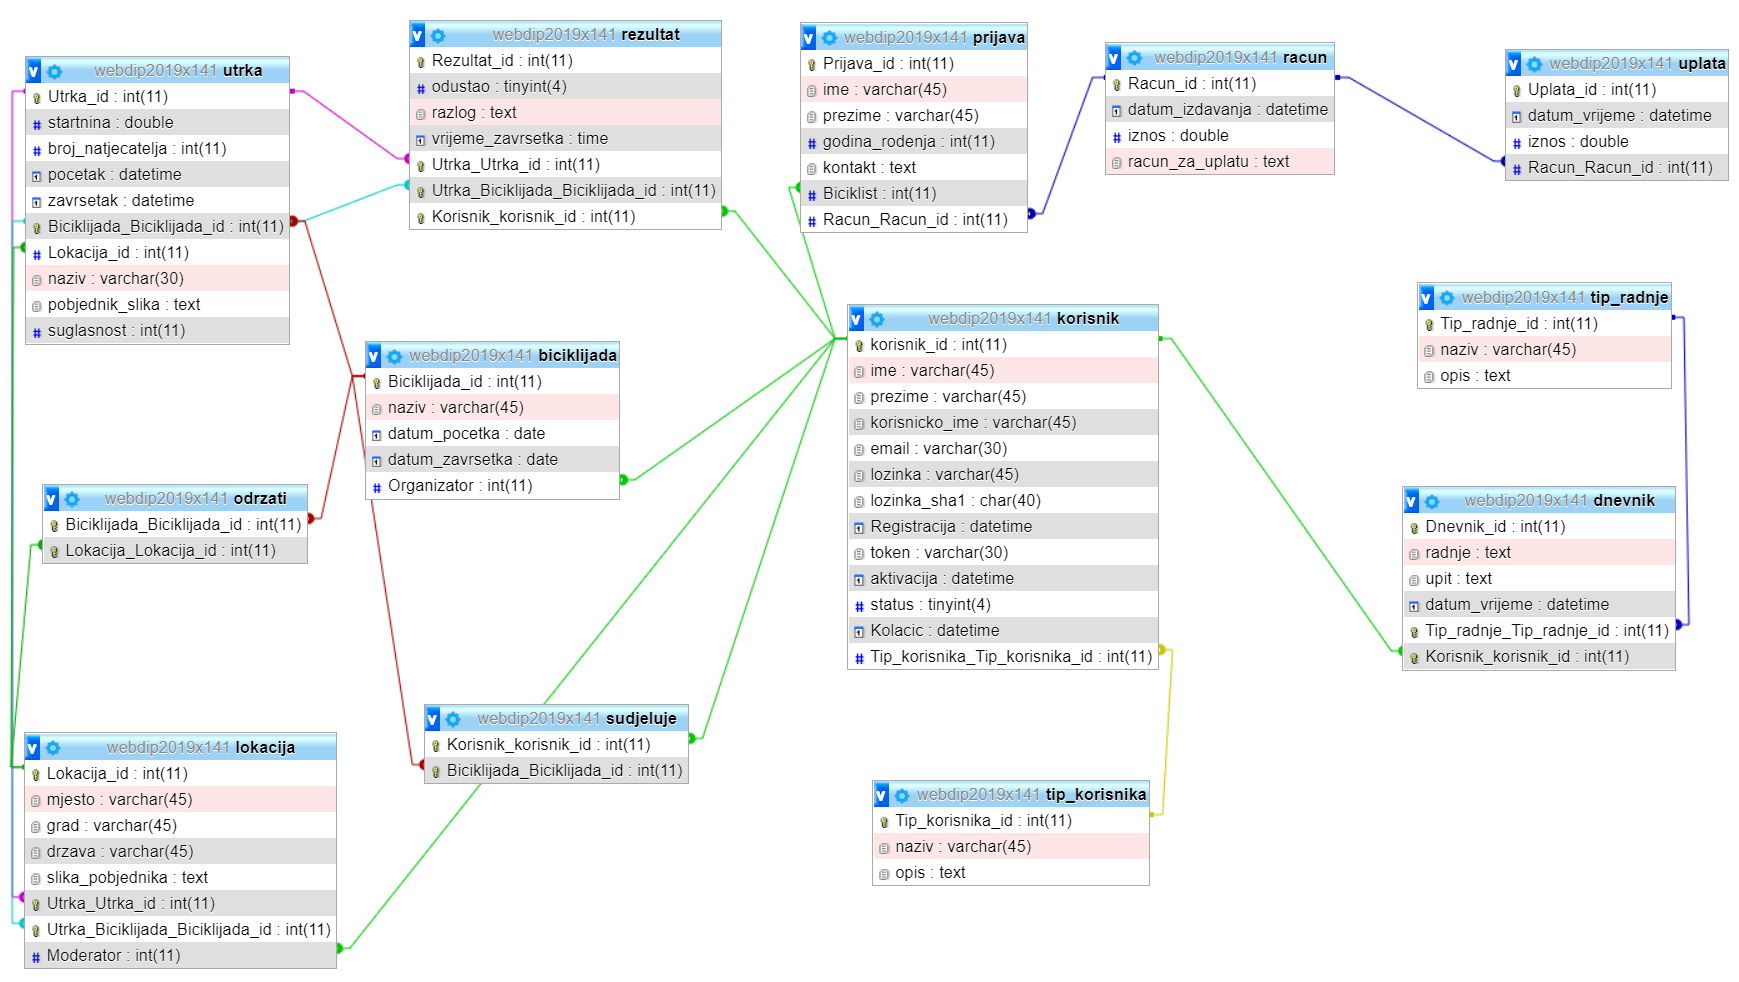 webdip2019x141 utrka
Utrka_id : int(11)
startnina : double
broj_natjecatelja : int(11)
pocetak : datetime
zavrsetak : datetime
Biciklijada_Biciklijada_id : int(11)
Lokacija_id : int(11)
naziv : varchar(30)
pobjednik_slika : text
suglasnost : int(11)
webdip2019x141 rezultat
Rezultat_id : int(11)
odustao : tinyint(4)
razlog : text
vrijeme_zavrsetka : time
Utrka_Utrka_id : int(11)
Utrka_Biciklijada_Biciklijada_id : int(11)
Korisnik_korisnik_id : int(11)
webdip2019x141 prijava
Prijava_id : int(11)
ime : varchar(45)
prezime : varchar(45)
godina_rodenja : int(11)
kontakt : text
Biciklist : int(11)
Racun_Racun_id : int(11)
webdip2019x141 racun
Racun_id : int(11)
datum_izdavanja : datetime
iznos : double
racun_za_uplatu : text
webdip2019x141 uplata
Uplata_id : int(11)
datum_vrijeme : datetime
iznos : double
Racun_Racun_id : int(11)
webdip2019x141 biciklijada
Biciklijada_id : int(11)
naziv : varchar(45)
datum_pocetka : date
datum_zavrsetka : date
Organizator : int(11)
webdip2019x141 korisnik
korisnik_id : int(11)
ime : varchar(45)
prezime : varchar(45)
korisnicko_ime : varchar(45)
email : varchar(30)
lozinka : varchar(45)
lozinka_sha1 : char(40)
Registracija : datetime
token : varchar(30)
aktivacija : datetime
status : tinyint(4)
Kolacic : datetime
Tip_korisnika_Tip_korisnika_id : int(11)
webdip2019x141 tip_radnje
Tip_radnje_id : int(11)
naziv : varchar(45)
opis : text
webdip2019x141 odrzati
Biciklijada_Biciklijada_id : int(11)
Lokacija_Lokacija_id : int(11)
webdip2019x141 dnevnik
Dnevnik_id : int(11)
radnje : text
upit : text
datum_vrijeme : datetime
Tip_radnje_Tip_radnje_id : int(11)
Korisnik_korisnik_id : int(11)
webdip2019x141 sudjeluje
Korisnik_korisnik_id : int(11)
Biciklijada_Biciklijada_id : int(11)
webdip2019x141 lokacija
Lokacija_id : int(11)
mjesto : varchar(45)
grad : varchar(45)
drzava : varchar(45)
slika_pobjednika : text
Utrka_Utrka_id : int(11)
Utrka_Biciklijada_Biciklijada_id : int(11)
Moderator : int(11)
webdip2019x141 tip_korisnika
Tip_korisnika_id : int(11)
naziv : varchar(45)
opis : text